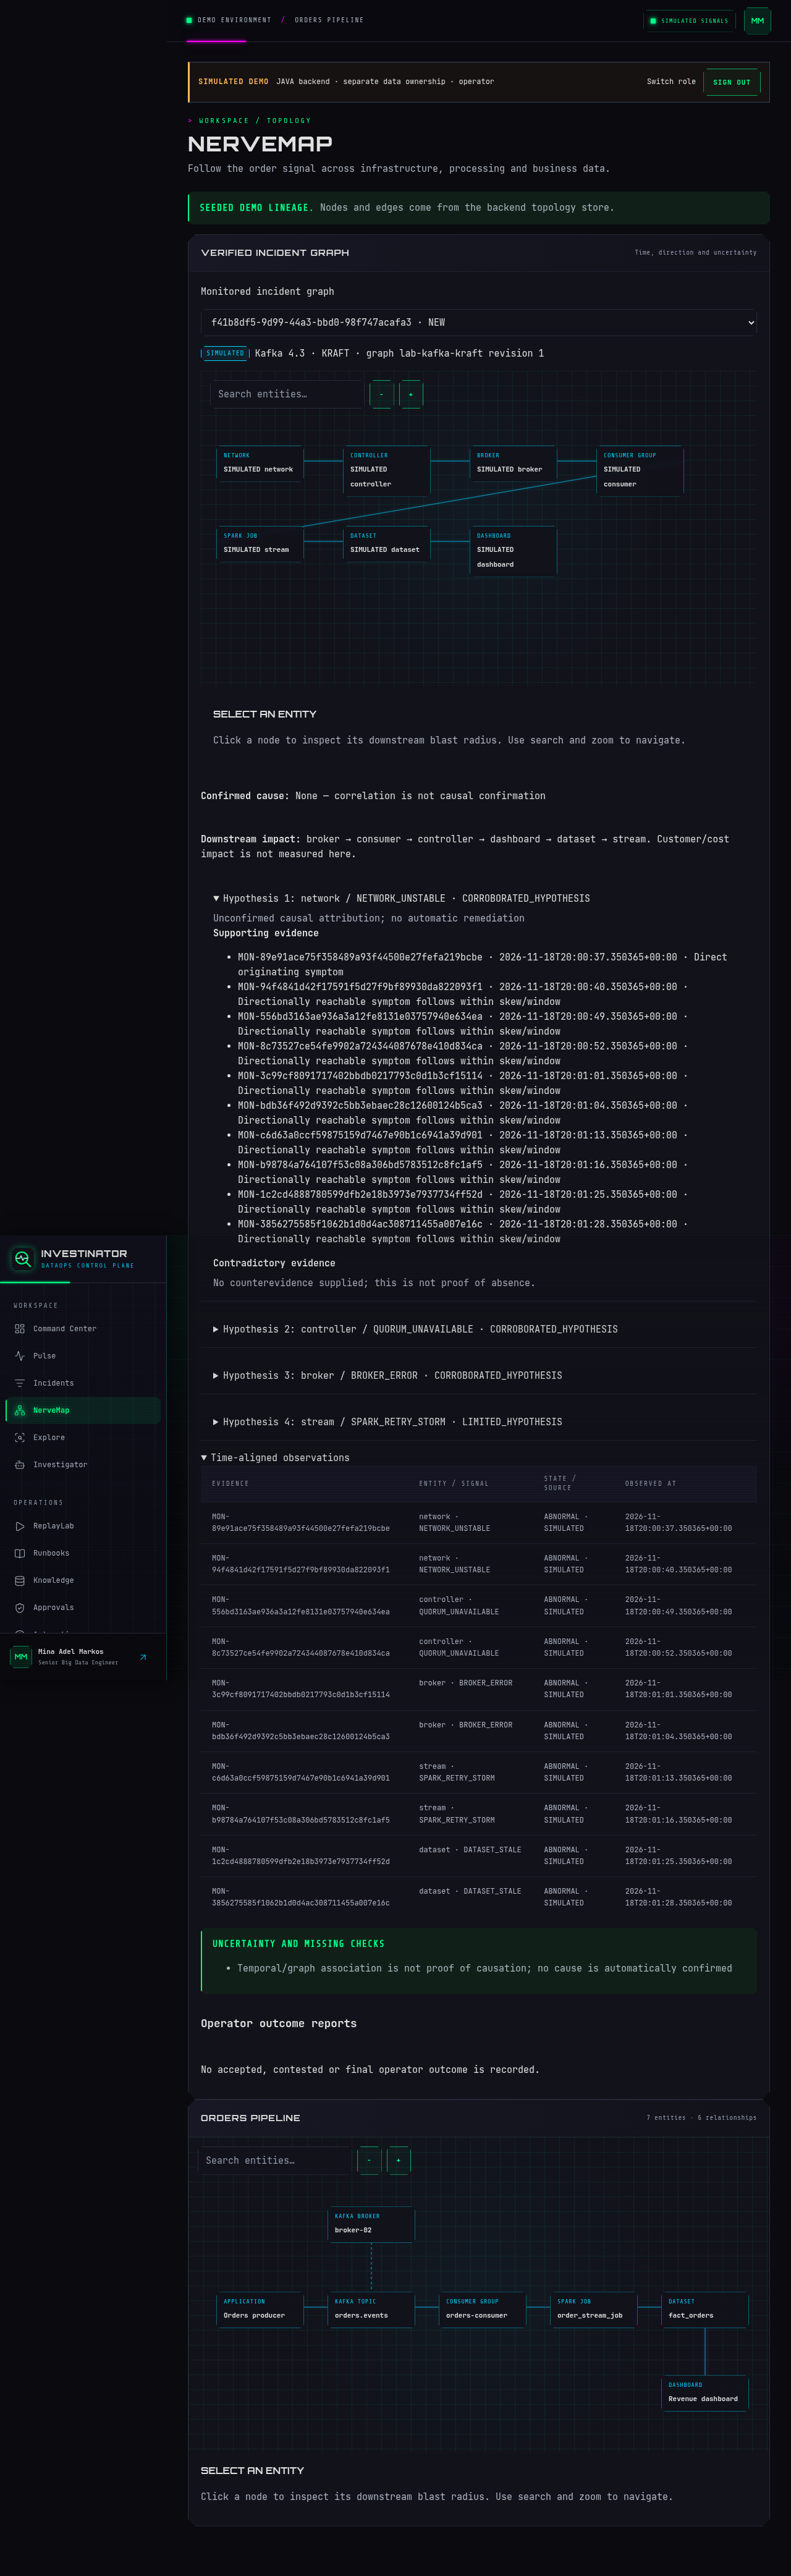 DEMO ENVIRONMENT / ORDERS PIPELINE
SIMULATED SIGNALS
MM
SIMULATED DEMO JAVA backend · separate data ownership · operator
Switch role
SIGN OUT
> WORKSPACE / TOPOLOGY
NERVEMAP
Follow the order signal across infrastructure, processing and business data.
SEEDED DEMO LINEAGE. Nodes and edges come from the backend topology store.
VERIFIED INCIDENT GRAPH
Time, direction and uncertainty
Monitored incident graph
f41b8df5-9d99-44a3-bbd0-98f747acafa3 · NEW
SIMULATED Kafka 4.3 · KRAFT · graph lab-kafka-kraft revision 1
Search entities…
-
+
NETWORK
SIMULATED network
CONTROLLER
SIMULATED
controller
BROKER
SIMULATED broker
CONSUMER GROUP
SIMULATED
consumer
SPARK JOB
SIMULATED stream
DATASET
SIMULATED dataset
DASHBOARD
SIMULATED
dashboard
SELECT AN ENTITY
Click a node to inspect its downstream blast radius. Use search and zoom to navigate.
Confirmed cause: None — correlation is not causal confirmation
Downstream impact: broker → consumer → controller → dashboard → dataset → stream. Customer/cost
impact is not measured here.
▼ Hypothesis 1: network / NETWORK_UNSTABLE · CORROBORATED_HYPOTHESIS
Unconfirmed causal attribution; no automatic remediation
Supporting evidence
• MON-89e91ace75f358489a93f44500e27fefa219bcbe · 2026-11-18T20:00:37.350365+00:00 · Direct
originating symptom
• MON-94f4841d42f17591f5d27f9bf89930da822093f1 · 2026-11-18T20:00:40.350365+00:00 ·
Directionally reachable symptom follows within skew/window
• MON-556bd3163ae936a3a12fe8131e03757940e634ea · 2026-11-18T20:00:49.350365+00:00 ·
Directionally reachable symptom follows within skew/window
• MON-8c73527ce54fe9902a724344087678e410d834ca · 2026-11-18T20:00:52.350365+00:00 ·
Directionally reachable symptom follows within skew/window
• MON-3c99cf8091717402bbdb0217793c0d1b3cf15114 · 2026-11-18T20:01:01.350365+00:00 ·
Directionally reachable symptom follows within skew/window
• MON-bdb36f492d9392c5bb3ebaec28c12600124b5ca3 · 2026-11-18T20:01:04.350365+00:00 ·
Directionally reachable symptom follows within skew/window
• MON-c6d63a0ccf59875159d7467e90b1c6941a39d901 · 2026-11-18T20:01:13.350365+00:00 ·
Directionally reachable symptom follows within skew/window
• MON-b98784a764107f53c08a306bd5783512c8fc1af5 · 2026-11-18T20:01:16.350365+00:00 ·
Directionally reachable symptom follows within skew/window
• MON-1c2cd4888780599dfb2e18b3973e7937734ff52d · 2026-11-18T20:01:25.350365+00:00 ·
Directionally reachable symptom follows within skew/window
• MON-3856275585f1062b1d0d4ac308711455a007e16c · 2026-11-18T20:01:28.350365+00:00 ·
Directionally reachable symptom follows within skew/window
Contradictory evidence
No counterevidence supplied; this is not proof of absence.
▶ Hypothesis 2: controller / QUORUM_UNAVAILABLE · CORROBORATED_HYPOTHESIS
▶ Hypothesis 3: broker / BROKER_ERROR · CORROBORATED_HYPOTHESIS
▶ Hypothesis 4: stream / SPARK_RETRY_STORM · LIMITED_HYPOTHESIS
INVESTINATOR
DATAOPS CONTROL PLANE
WORKSPACE
Command Center
Pulse
Incidents
NerveMap
Explore
Investigator
OPERATIONS
ReplayLab
Runbooks
Knowledge
Approvals
MM
Mina Adel Markos
Senior Big Data Engineer
▼ Time-aligned observations
EVIDENCE
ENTITY / SIGNAL
STATE /
SOURCE
OBSERVED AT
MON-
89e91ace75f358489a93f44500e27fefa219bcbe
network ·
NETWORK_UNSTABLE
ABNORMAL ·
SIMULATED
2026-11-
18T20:00:37.350365+00:00
MON-
94f4841d42f17591f5d27f9bf89930da822093f1
network ·
NETWORK_UNSTABLE
ABNORMAL ·
SIMULATED
2026-11-
18T20:00:40.350365+00:00
MON-
556bd3163ae936a3a12fe8131e03757940e634ea
controller ·
QUORUM_UNAVAILABLE
ABNORMAL ·
SIMULATED
2026-11-
18T20:00:49.350365+00:00
MON-
8c73527ce54fe9902a724344087678e410d834ca
controller ·
QUORUM_UNAVAILABLE
ABNORMAL ·
SIMULATED
2026-11-
18T20:00:52.350365+00:00
MON-
3c99cf8091717402bbdb0217793c0d1b3cf15114
broker · BROKER_ERROR
ABNORMAL ·
SIMULATED
2026-11-
18T20:01:01.350365+00:00
MON-
bdb36f492d9392c5bb3ebaec28c12600124b5ca3
broker · BROKER_ERROR
ABNORMAL ·
SIMULATED
2026-11-
18T20:01:04.350365+00:00
MON-
c6d63a0ccf59875159d7467e90b1c6941a39d901
stream ·
SPARK_RETRY_STORM
ABNORMAL ·
SIMULATED
2026-11-
18T20:01:13.350365+00:00
MON-
b98784a764107f53c08a306bd5783512c8fc1af5
stream ·
SPARK_RETRY_STORM
ABNORMAL ·
SIMULATED
2026-11-
18T20:01:16.350365+00:00
MON-
1c2cd4888780599dfb2e18b3973e7937734ff52d
dataset · DATASET_STALE
ABNORMAL ·
SIMULATED
2026-11-
18T20:01:25.350365+00:00
MON-
3856275585f1062b1d0d4ac308711455a007e16c
dataset · DATASET_STALE
ABNORMAL ·
SIMULATED
2026-11-
18T20:01:28.350365+00:00
UNCERTAINTY AND MISSING CHECKS
• Temporal/graph association is not proof of causation; no cause is automatically confirmed
Operator outcome reports
No accepted, contested or final operator outcome is recorded.
ORDERS PIPELINE
7 entities · 6 relationships
Search entities…
-
+
KAFKA BROKER
broker-02
APPLICATION
Orders producer
KAFKA TOPIC
orders.events
CONSUMER GROUP
orders-consumer
SPARK JOB
order_stream_job
DATASET
fact_orders
DASHBOARD
Revenue dashboard
SELECT AN ENTITY
Click a node to inspect its downstream blast radius. Use search and zoom to navigate.